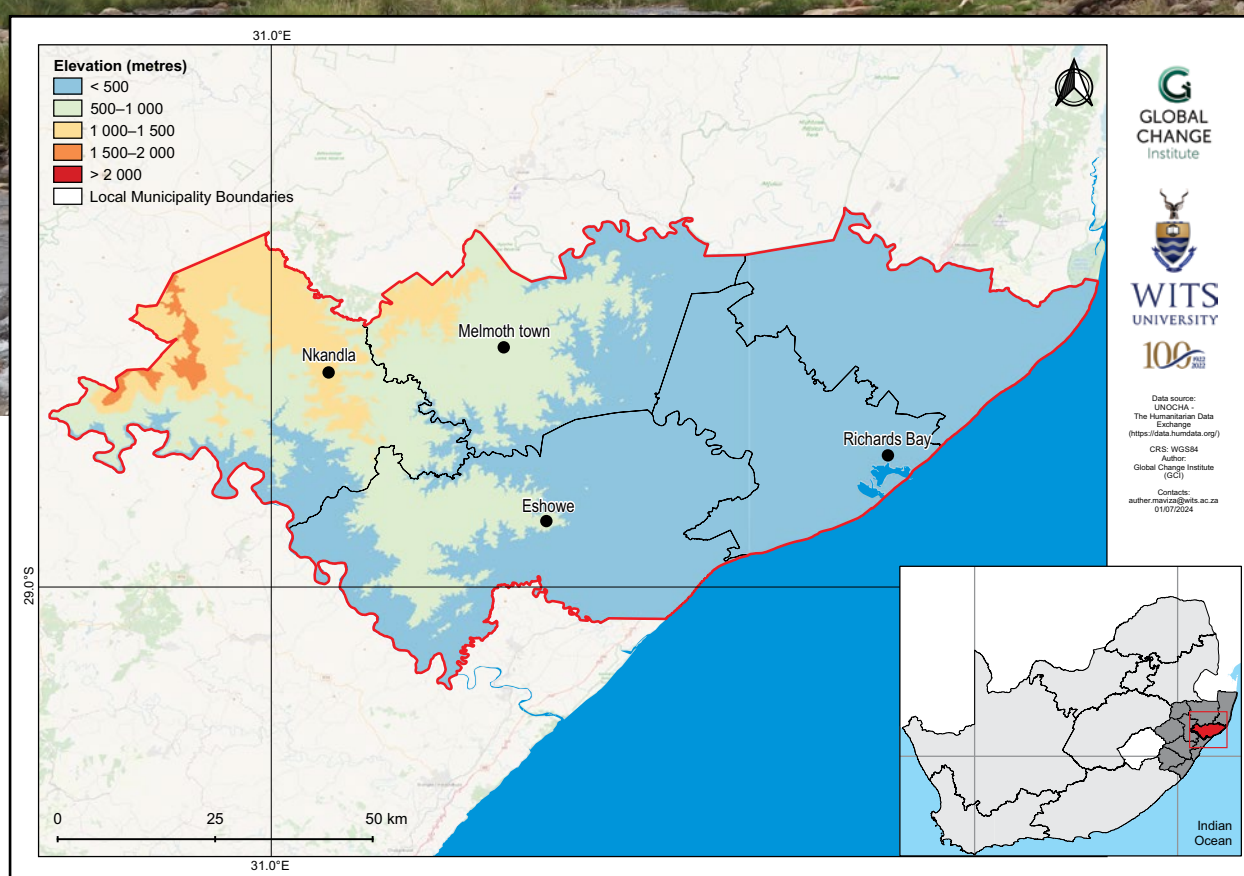 31.0°E
Elevation (metres)
< 500
500–1 000
1 000–1 500
1 500–2 000
> 2 000
Local Municipality Boundaries
GLOBAL
CHANGE
Institute
WITS
UNIVERSITY
100
1922
2022
Melmoth town
Nkandla
Richards Bay
Eshowe
29.0°S
Data source:
UNOCHA -
The Humanitarian Data
Exchange
(https://data.humdata.org/)
CRS: WGS84
Author:
Global Change Institute
(GCI)
Contacts:
auther.maviza@wits.ac.za
01/07/2024
0
25
50 km
31.0°E
Indian
Ocean